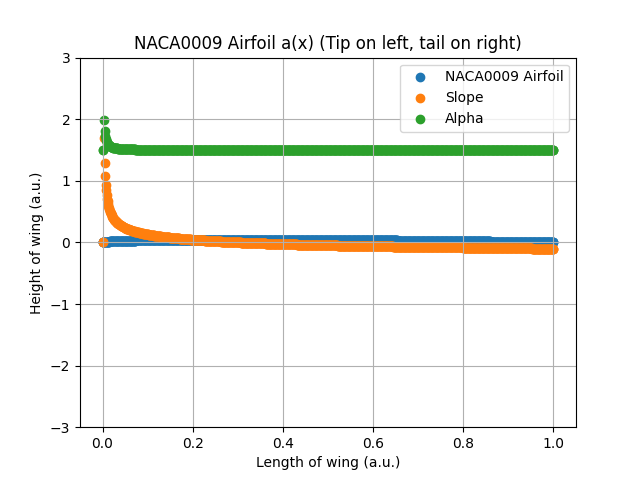 NACA0009 Airfoil a(x) (Tip on left, tail on right)
NACA0009 Airfoil
Slope
Alpha
Height of wing (a.u.)
3
2
1
0
−1
−2
−3
0.0 0.2 0.4 0.6 0.8 1.0
Length of wing (a.u.)